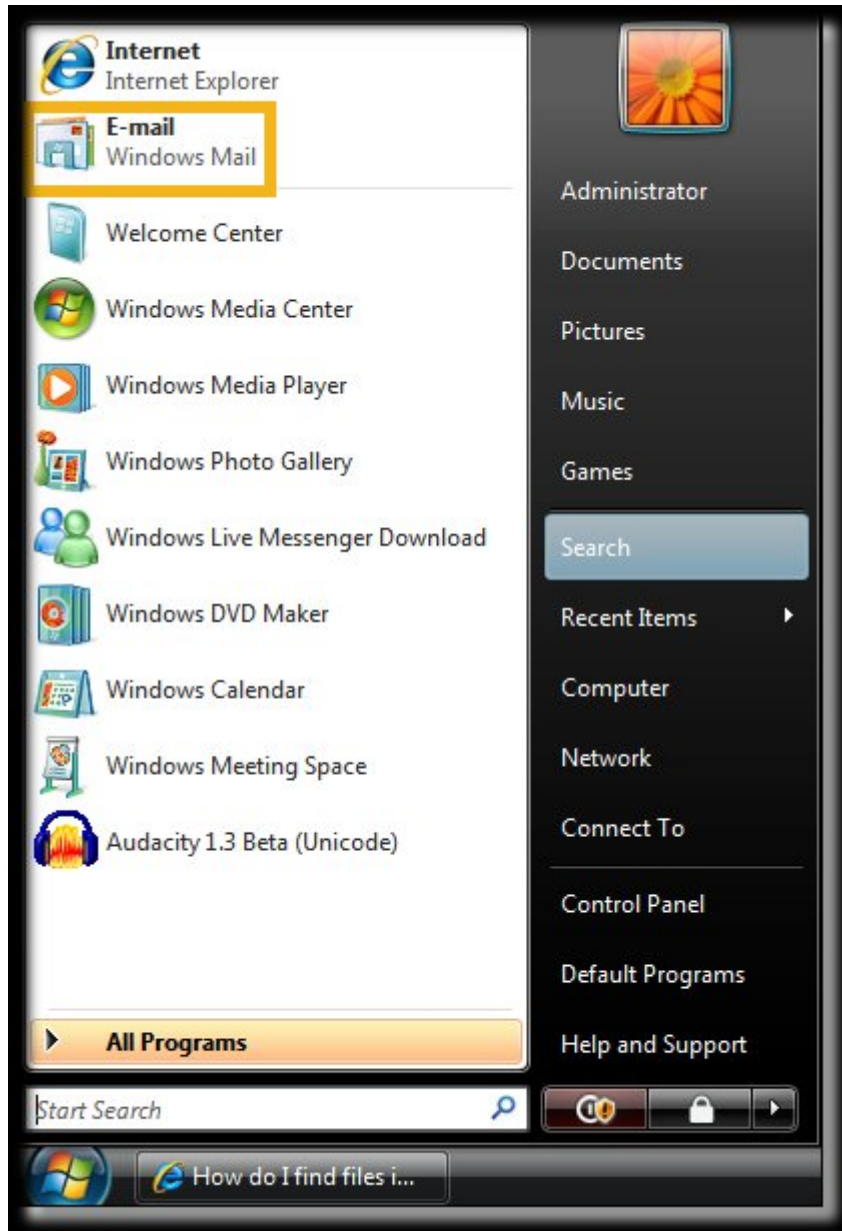 Internet
Internet Explorer
E-mail
Windows Mail
Welcome Center
Windows Media Center
Windows Media Player
Windows Photo Gallery
Windows Live Messenger Download
Windows DVD Maker
Windows Calendar
Windows Meeting Space
Audacity 1.3 Beta (Unicode)
All Programs
Start Search
Administrator
Documents
Pictures
Music
Games
Search
Recent Items
Computer
Network
Connect To
Control Panel
Default Programs
Help and Support
How do I find files i...